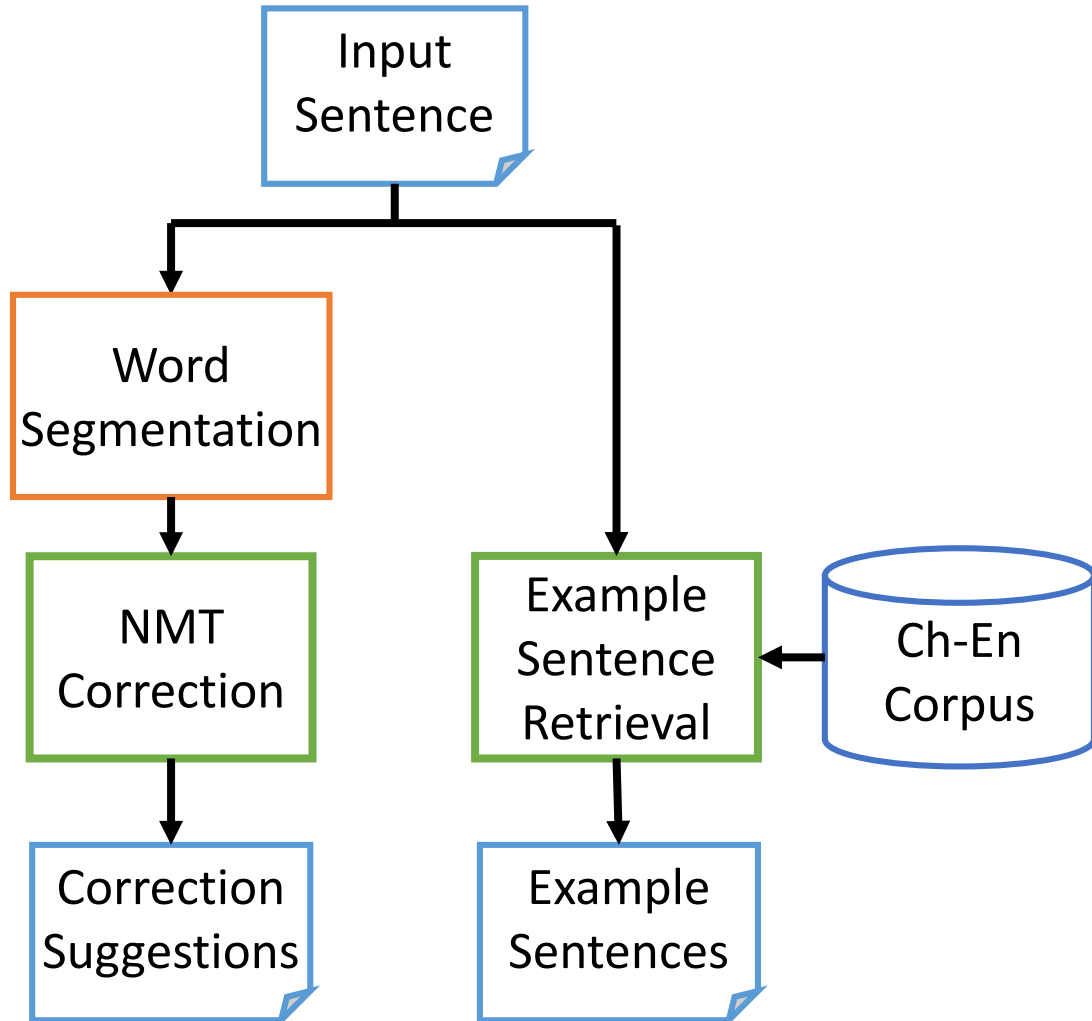 Input
Sentence
Word
Segmentation
NMT
Correction
Example
Sentence
Retrieval
Ch-En
Corpus
Correction
Suggestions
Example
Sentences